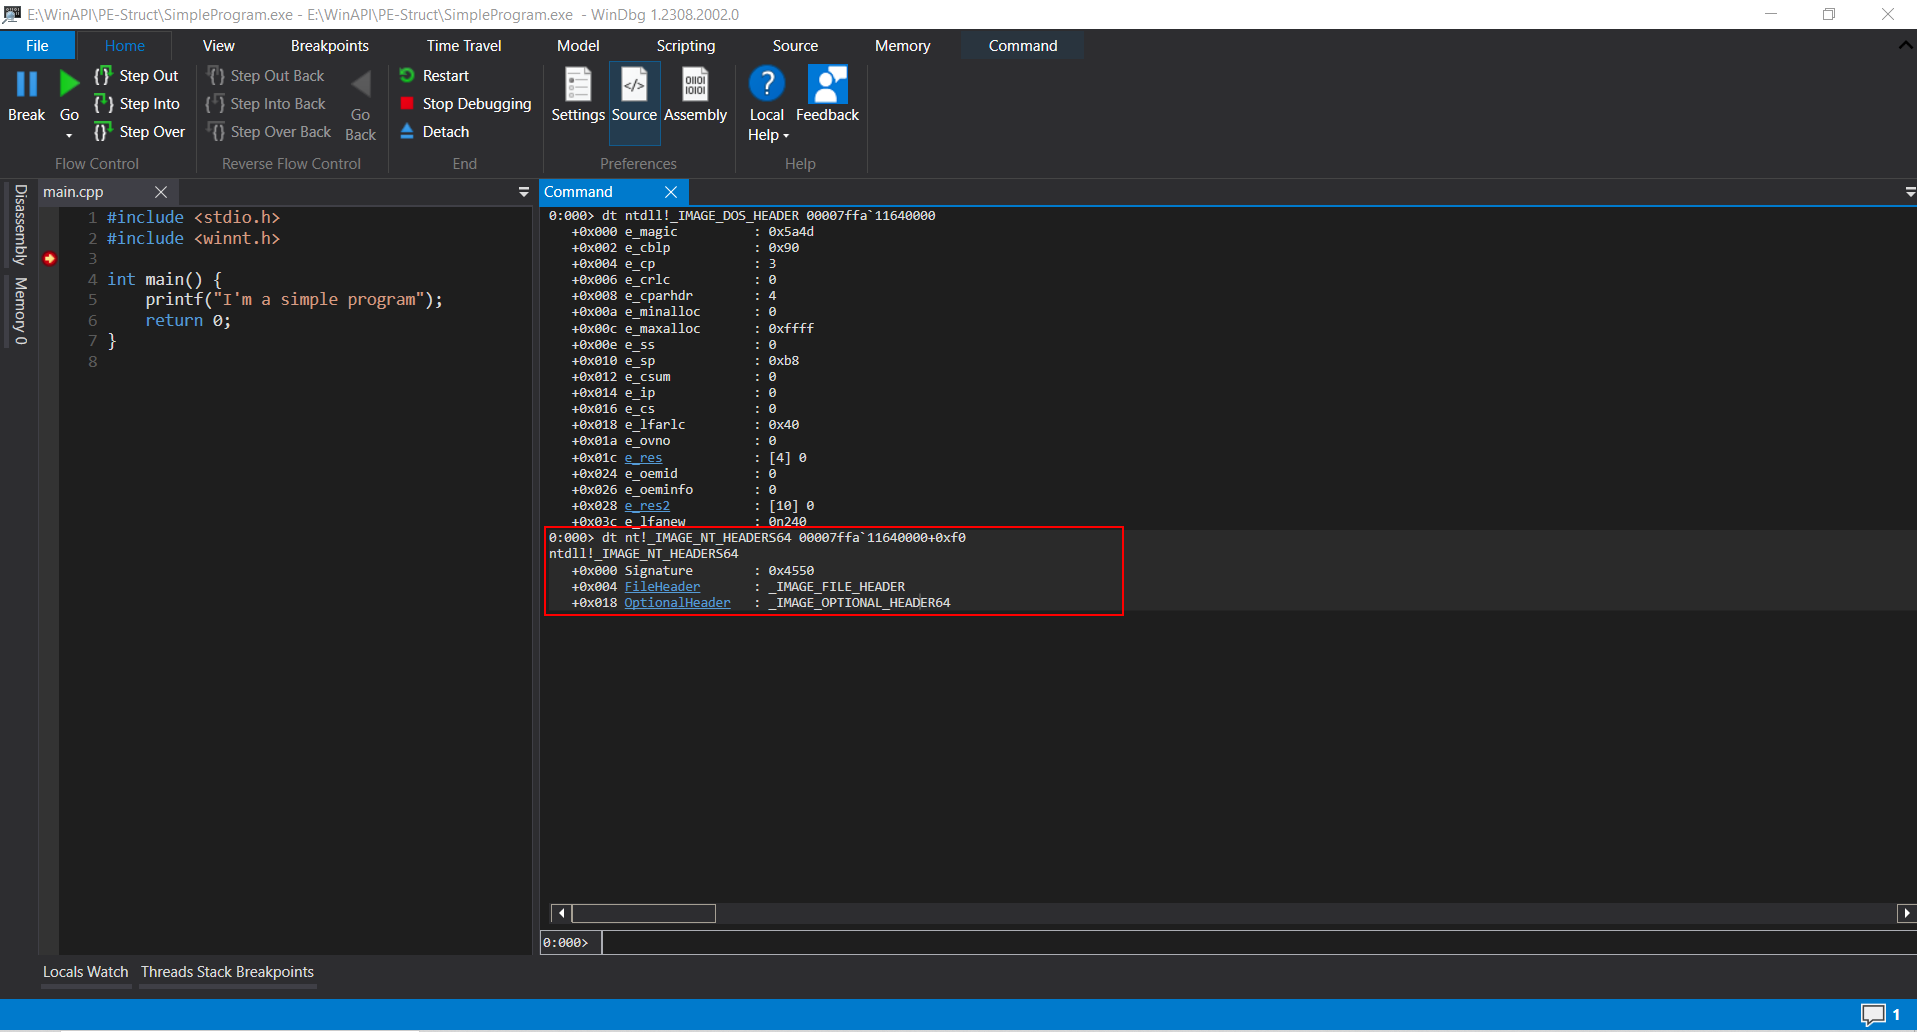 E:\WinAPI\PE-Struct\SimpleProgram.exe - E:\WinAPI\PE-Struct\SimpleProgram.exe - WinDbg 1.2308.2002.0
File Home View Breakpoints Time Travel Model Scripting Source Memory Command
Break
Go
Step Out
Step Into
Step Over
Flow Control
Step Out Back
Step Into Back
Step Over Back
Go
Back
Reverse Flow Control
Restart
Stop Debugging
Detach
End
Settings
Source
Assembly
Preferences
Local
Help
Feedback
Help
Disassembly
Memory 0
main.cpp
1 #include <stdio.h>
2 #include <winnt.h>
3
4 int main() {
5 printf("I'm a simple program");
6 return 0;
7 }
8
Command
0:000> dt ntdll!_IMAGE_DOS_HEADER 00007ffa`11640000
+0x000 e_magic : 0x5a4d
+0x002 e_cblp : 0x90
+0x004 e_cp : 3
+0x006 e_crlc : 0
+0x008 e_cparhdr : 4
+0x00a e_minalloc : 0
+0x00c e_maxalloc : 0xffff
+0x00e e_ss : 0
+0x010 e_sp : 0xb8
+0x012 e_csum : 0
+0x014 e_ip : 0
+0x016 e_cs : 0
+0x018 e_lfarlc : 0x40
+0x01a e_ovno : 0
+0x01c e_res : [4] 0
+0x024 e_oemid : 0
+0x026 e_oeminfo : 0
+0x028 e_res2 : [10] 0
+0x03c e_lfanew : 0n240
0:000> dt nt!_IMAGE_NT_HEADERS64 00007ffa`11640000+0xf0
ntdll!_IMAGE_NT_HEADERS64
+0x000 Signature : 0x4550
+0x004 FileHeader : _IMAGE_FILE_HEADER
+0x018 OptionalHeader : _IMAGE_OPTIONAL_HEADER64
0:000>
Locals Watch Threads Stack Breakpoints
1